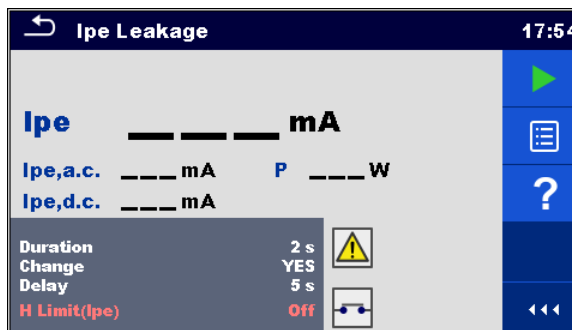 Ipe Leakage 17:54
Ipe ___ mA
Ipe,a.c. ___ mA P ___ W
Ipe,d.c. ___ mA
Duration 2 s
Change YES
Delay 5 s
H Limit(Ipe) Off
?